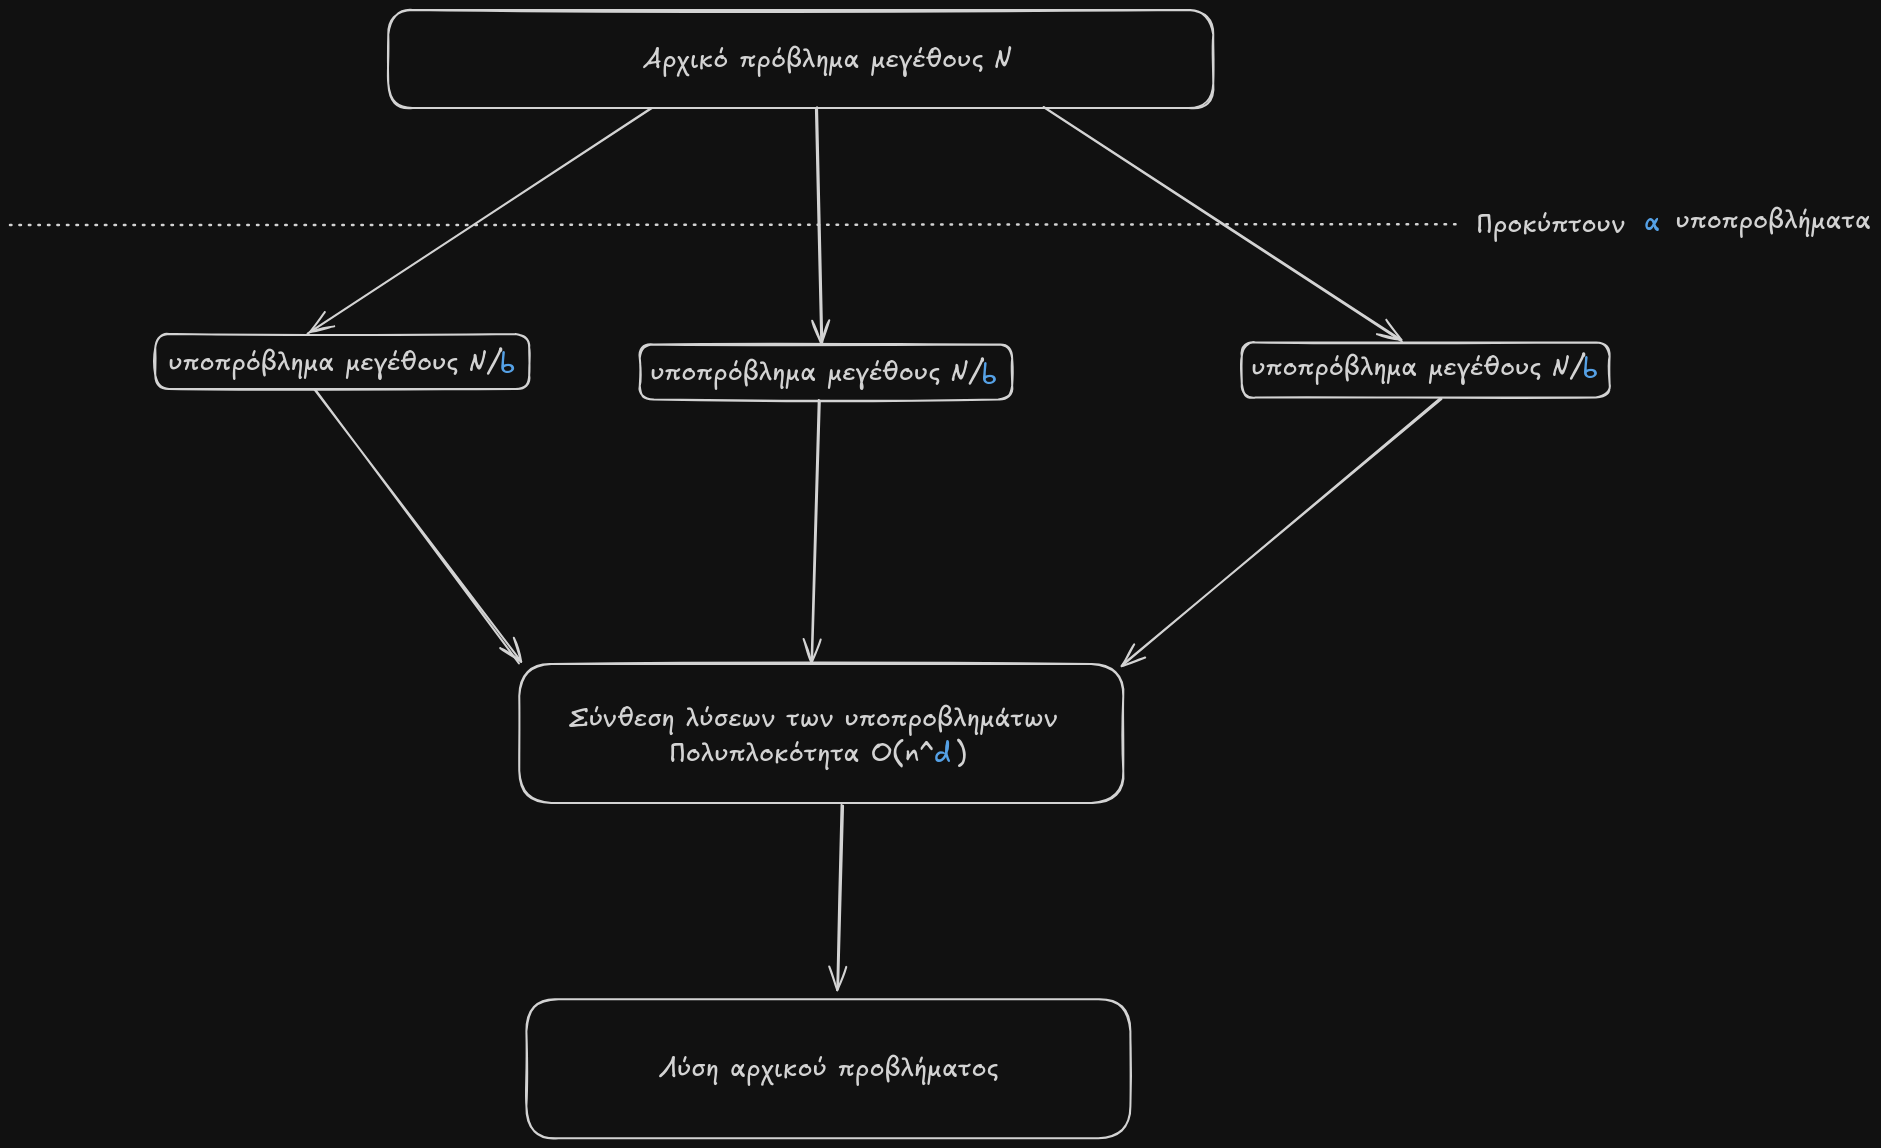 Αρχικό πρόβλημα μεγέθους N
Προκύπτουν α υποπροβλήματα
υποπρόβλημα μεγέθους N/b
υποπρόβλημα μεγέθους N/b
υποπρόβλημα μεγέθους N/b
Σύνθεση λύσεων των υποπροβλημάτων
Πολυπλοκότητα O(n^d)
Λύση αρχικού προβλήματος